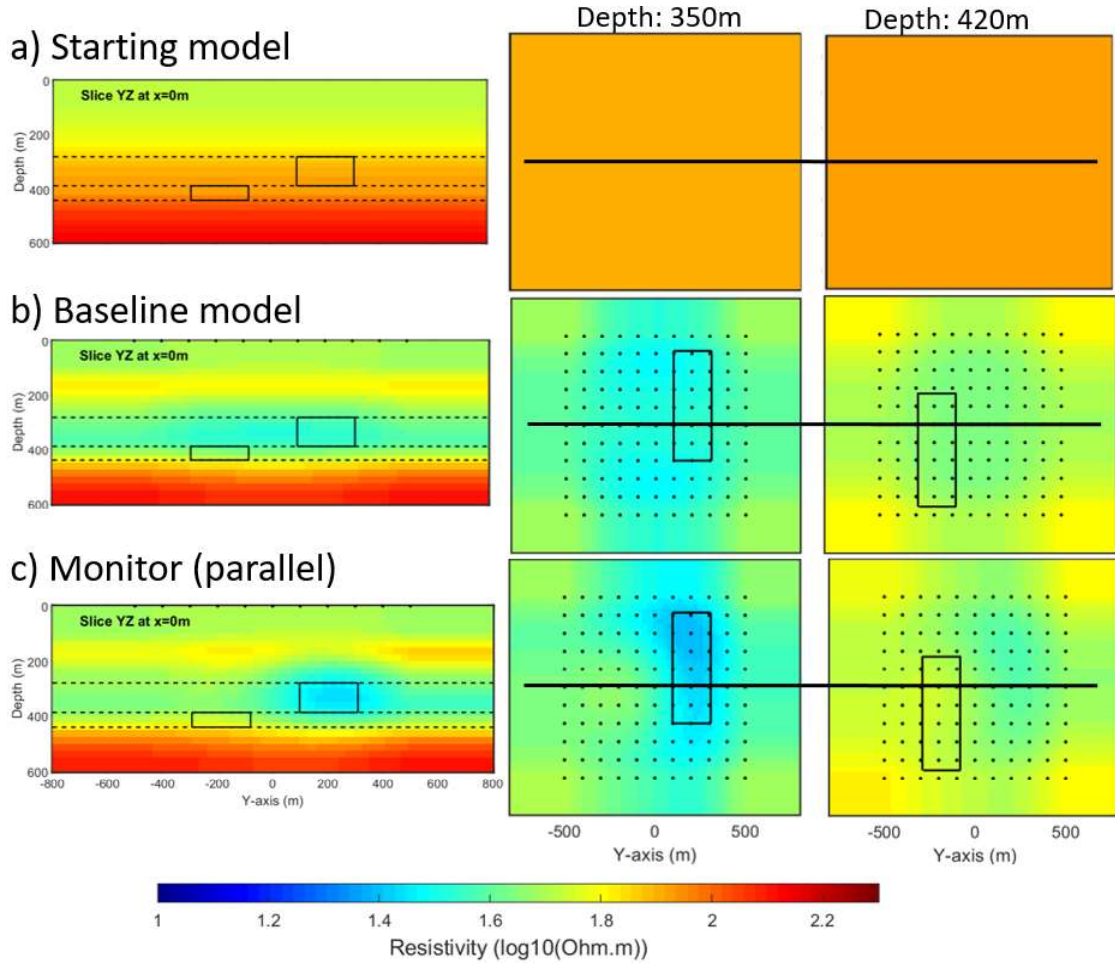 Depth: 350m
Depth: 420m
a) Starting model
Slice YZ at x=0m
0
200
400
600
Depth (m)
b) Baseline model
Slice YZ at x=0m
0
200
400
600
Depth (m)
c) Monitor (parallel)
Slice YZ at x=0m
0
200
400
600
Depth (m)
-800 -600 -400 -200 0 200 400 600 800
Y-axis (m)
-500 0 500
Y-axis (m)
-500 0 500
Y-axis (m)
1 1.2 1.4 1.6 1.8 2 2.2
Resistivity (log10(Ohm.m))